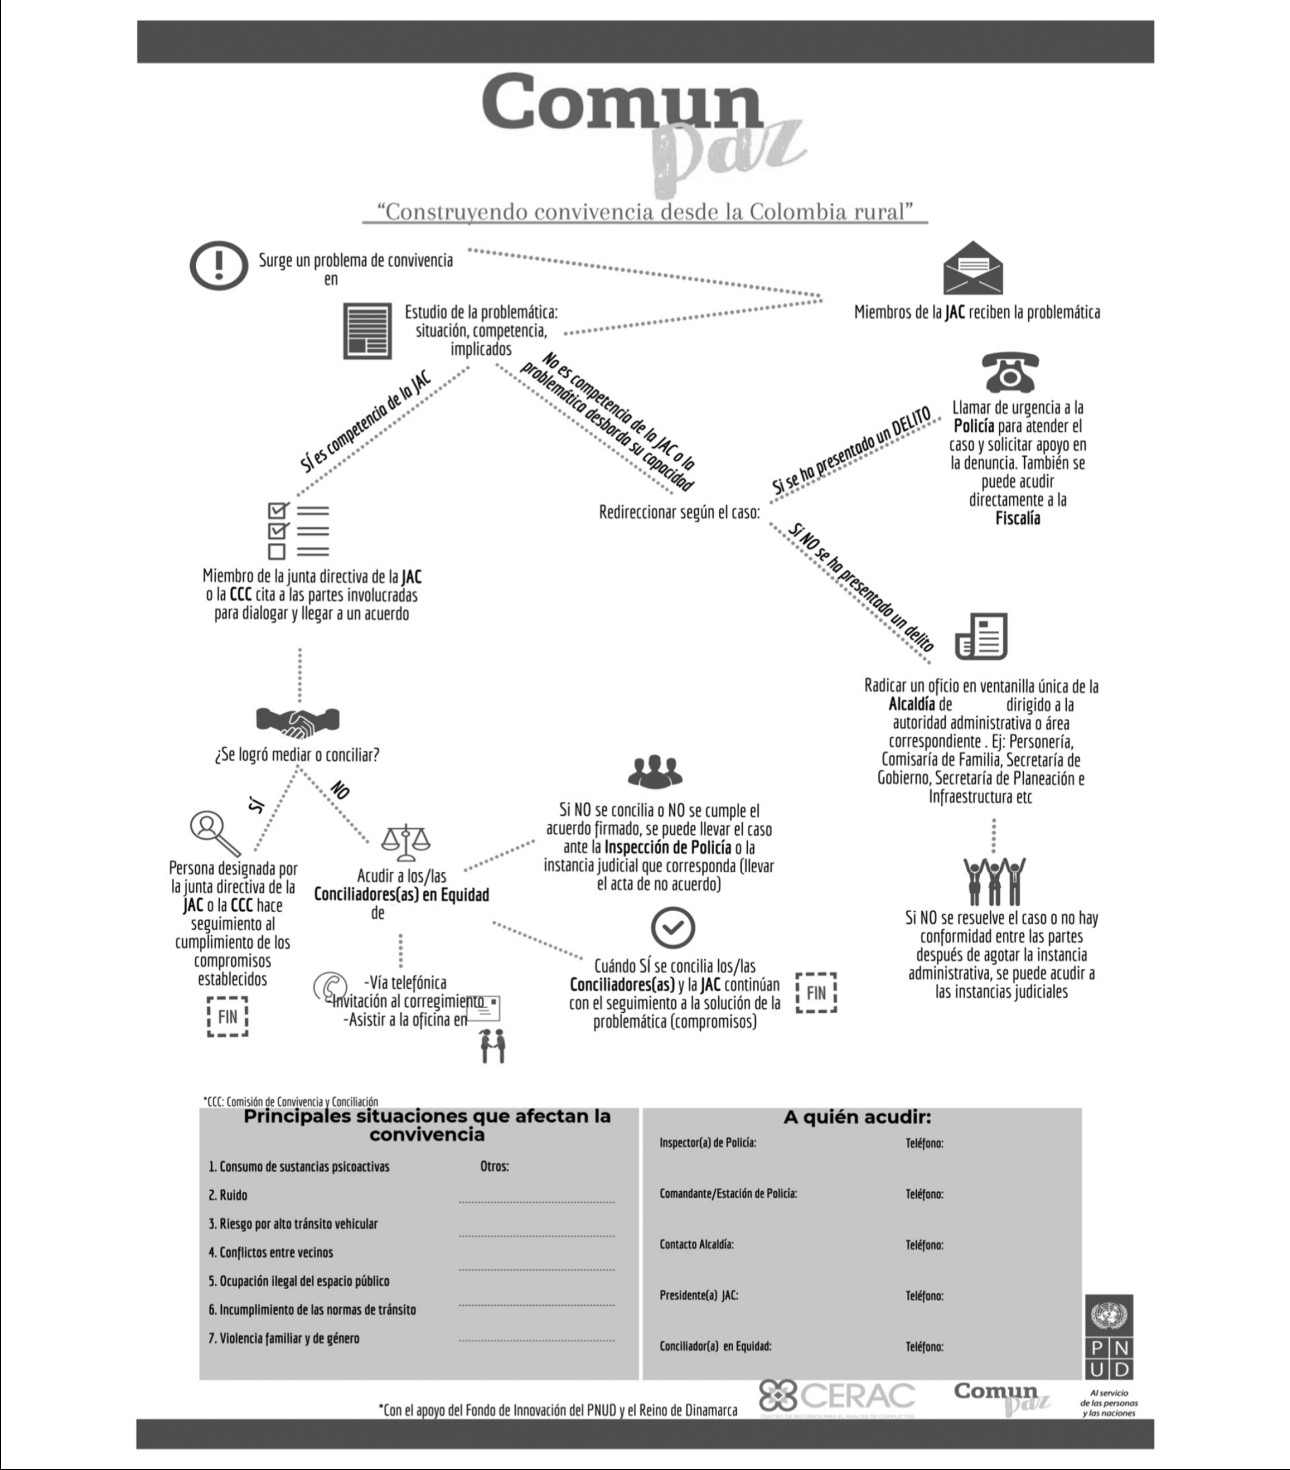 Comun
paz
“Construyendo convivencia desde la Colombia rural”
Surge un problema de convivencia
en
Miembros de la JAC reciben la problemática
Estudio de la problemática:
situación, competencia,
implicados
SÍ es competencia de la JAC
No es competencia de la JAC o la
problemática desborda su capacidad
Redireccionar según el caso:
Si se ha presentado un DELITO
Llamar de urgencia a la
Policía para atender el
caso y solicitar apoyo en
la denuncia. También se
puede acudir
directamente a la
Fiscalía
Si NO se ha presentado un delito
Radicar un oficio en ventanilla única de la
Alcaldía de dirigido a la
autoridad administrativa o área
correspondiente . Ej: Personería,
Comisaría de Familia, Secretaría de
Gobierno, Secretaría de Planeación e
Infraestructura etc
Si NO se resuelve el caso o no hay
conformidad entre las partes
después de agotar la instancia
administrativa, se puede acudir a
las instancias judiciales
Miembro de la junta directiva de la JAC
o la CCC cita a las partes involucradas
para dialogar y llegar a un acuerdo
¿Se logró mediar o conciliar?
SÍ
NO
Persona designada por
la junta directiva de la
JAC o la CCC hace
seguimiento al
cumplimiento de los
compromisos
establecidos
FIN
Acudir a los/las
Conciliadores(as) en Equidad
de
-Vía telefónica
-Invitación al corregimiento
-Asistir a la oficina en
Si NO se concilia o NO se cumple el
acuerdo firmado, se puede llevar el caso
ante la Inspección de Policía o la
instancia judicial que corresponda (llevar
el acta de no acuerdo)
Cuándo SÍ se concilia los/las
Conciliadores(as) y la JAC continúan
con el seguimiento a la solución de la
problemática (compromisos)
FIN
*CCC: Comisión de Convivencia y Conciliación
Principales situaciones que afectan la
convivencia
1. Consumo de sustancias psicoactivas
2. Ruido
3. Riesgo por alto tránsito vehicular
4. Conflictos entre vecinos
5. Ocupación ilegal del espacio público
6. Incumplimiento de las normas de tránsito
7. Violencia familiar y de género
Otros:
A quién acudir:
Inspector(a) de Policía: Teléfono:
Comandante/Estación de Policía: Teléfono:
Contacto Alcaldía: Teléfono:
Presidente(a) JAC: Teléfono:
Conciliador(a) en Equidad: Teléfono:
*Con el apoyo del Fondo de Innovación del PNUD y el Reino de Dinamarca
CERAC
CENTRO DE RECURSOS PARA EL ANÁLISIS DE CONFLICTOS
Comun
paz
P N
U D
Al servicio
de las personas
y las naciones